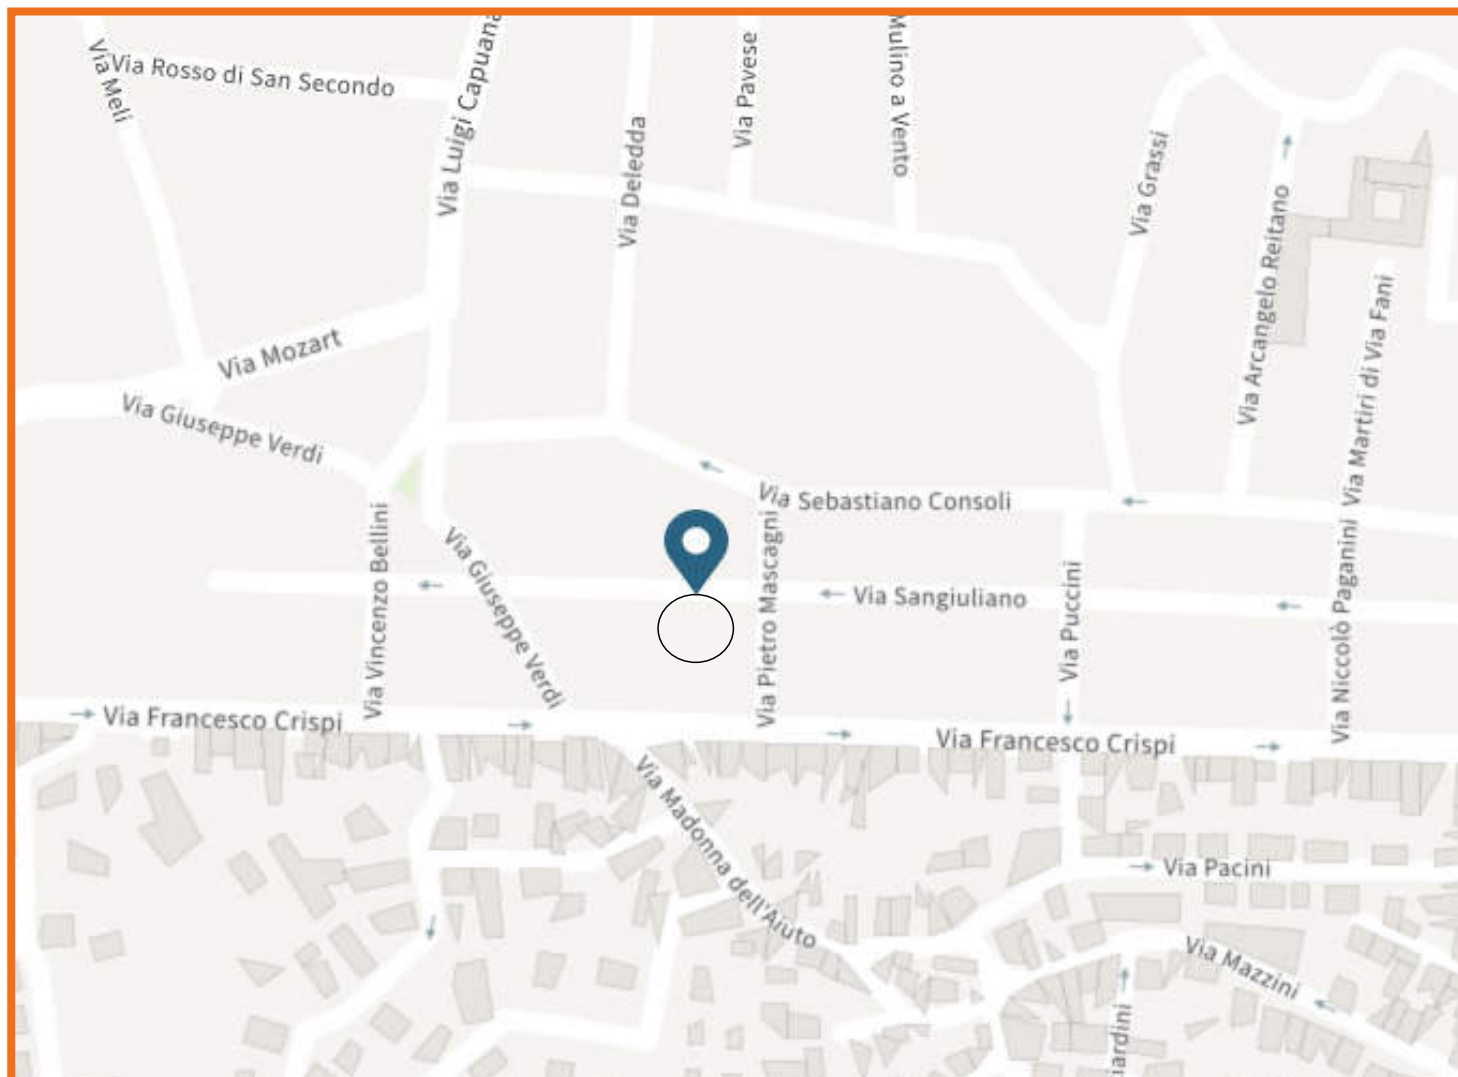 Via Meli
Via Rosso di San Secondo
Via Luigi Capuana
Via Deledda
Via Pavese
Mulino a Vento
Via Grassi
Via Arcangelo Reitano
Via Martiri di Via Fani
Via Mozart
Via Giuseppe Verdi
Via Sebastiano Consoli
Via Vincenzo Bellini
Via Giuseppe Verdi
Via Pietro Mascagni
Via Sangiuliano
Via Puccini
Via Niccolò Paganini
Via Francesco Crispi
Via Francesco Crispi
Via Madonna dell'Aiuto
Via Pacini
Via Mazzini
iardini